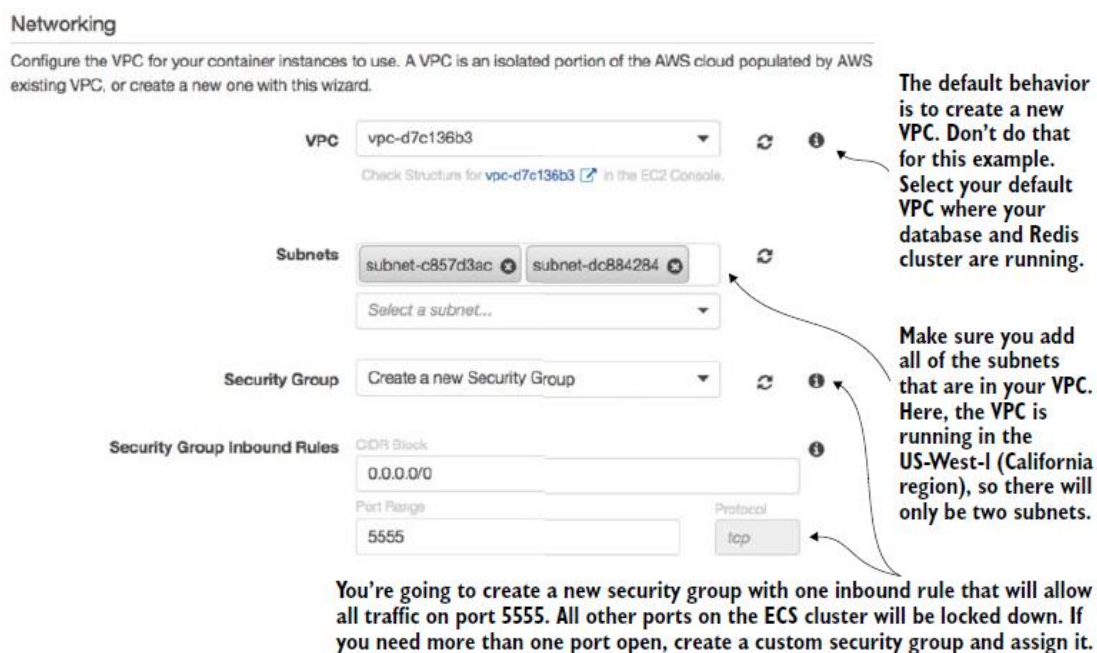 Networking
Configure the VPC for your container instances to use. A VPC is an isolated portion of the AWS cloud populated by AWS
existing VPC, or create a new one with this wizard.
VPC
vpc-d7c136b3
Check Structure for vpc-d7c136b3 in the EC2 Console.
Subnets
subnet-c857d3ac
subnet-dc884284
Select a subnet...
Security Group
Create a new Security Group
Security Group Inbound Rules
CIDR Block
0.0.0.0/0
Port Range
Protocol
5555
tcp
The default behavior
is to create a new
VPC. Don't do that
for this example.
Select your default
VPC where your
database and Redis
cluster are running.
Make sure you add
all of the subnets
that are in your VPC.
Here, the VPC is
running in the
US-West-1 (California
region), so there will
only be two subnets.
You're going to create a new security group with one inbound rule that will allow
all traffic on port 5555. All other ports on the ECS cluster will be locked down. If
you need more than one port open, create a custom security group and assign it.